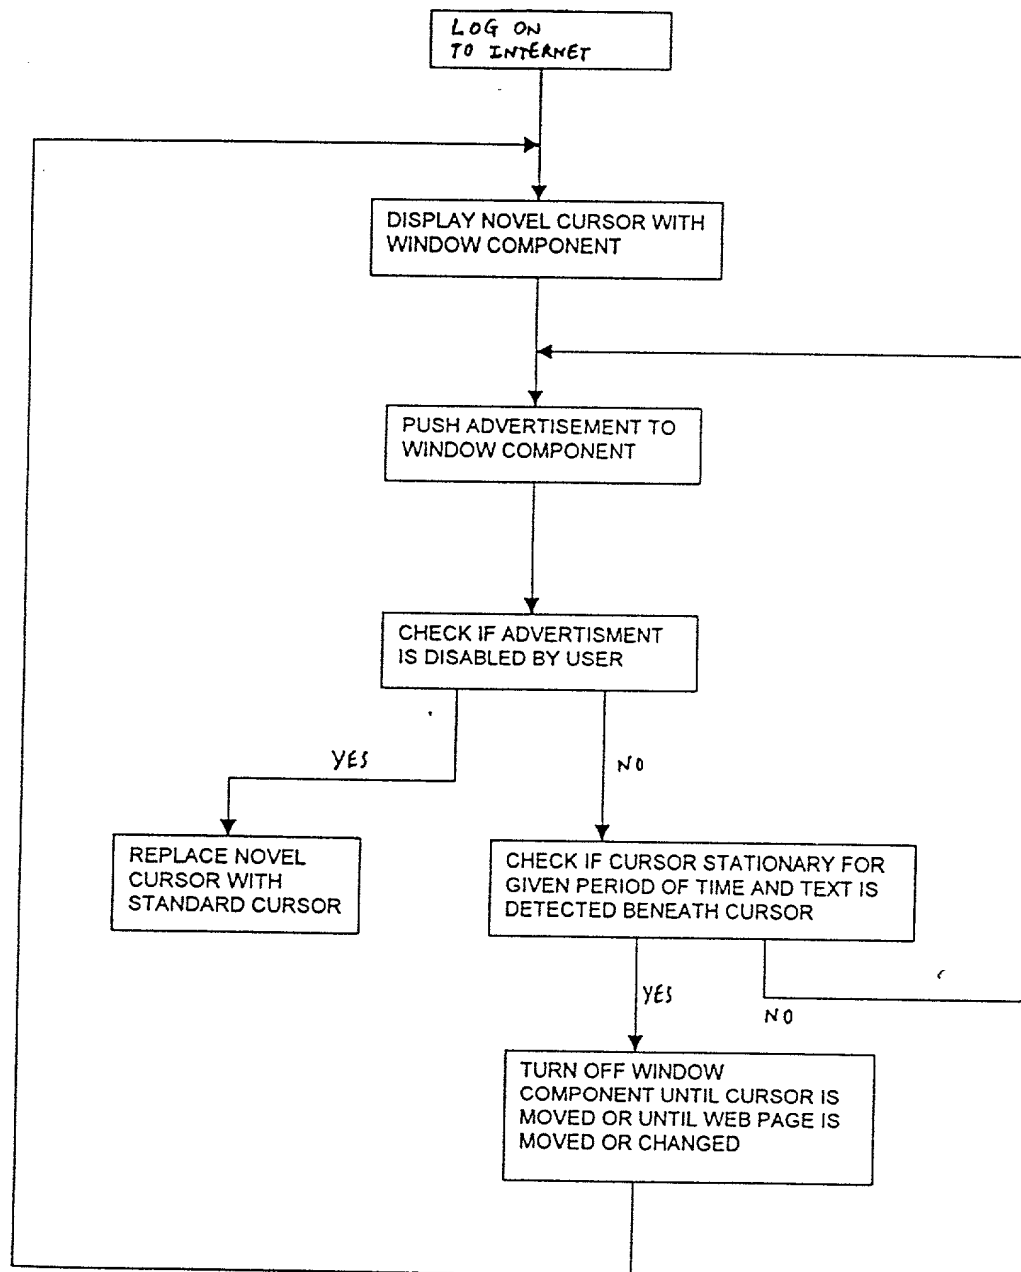 LOG ON
TO INTERNET
DISPLAY NOVEL CURSOR WITH
WINDOW COMPONENT
PUSH ADVERTISEMENT TO
WINDOW COMPONENT
CHECK IF ADVERTISMENT
IS DISABLED BY USER
YES
NO
REPLACE NOVEL
CURSOR WITH
STANDARD CURSOR
CHECK IF CURSOR STATIONARY FOR
GIVEN PERIOD OF TIME AND TEXT IS
DETECTED BENEATH CURSOR
YES
NO
TURN OFF WINDOW
COMPONENT UNTIL CURSOR IS
MOVED OR UNTIL WEB PAGE IS
MOVED OR CHANGED